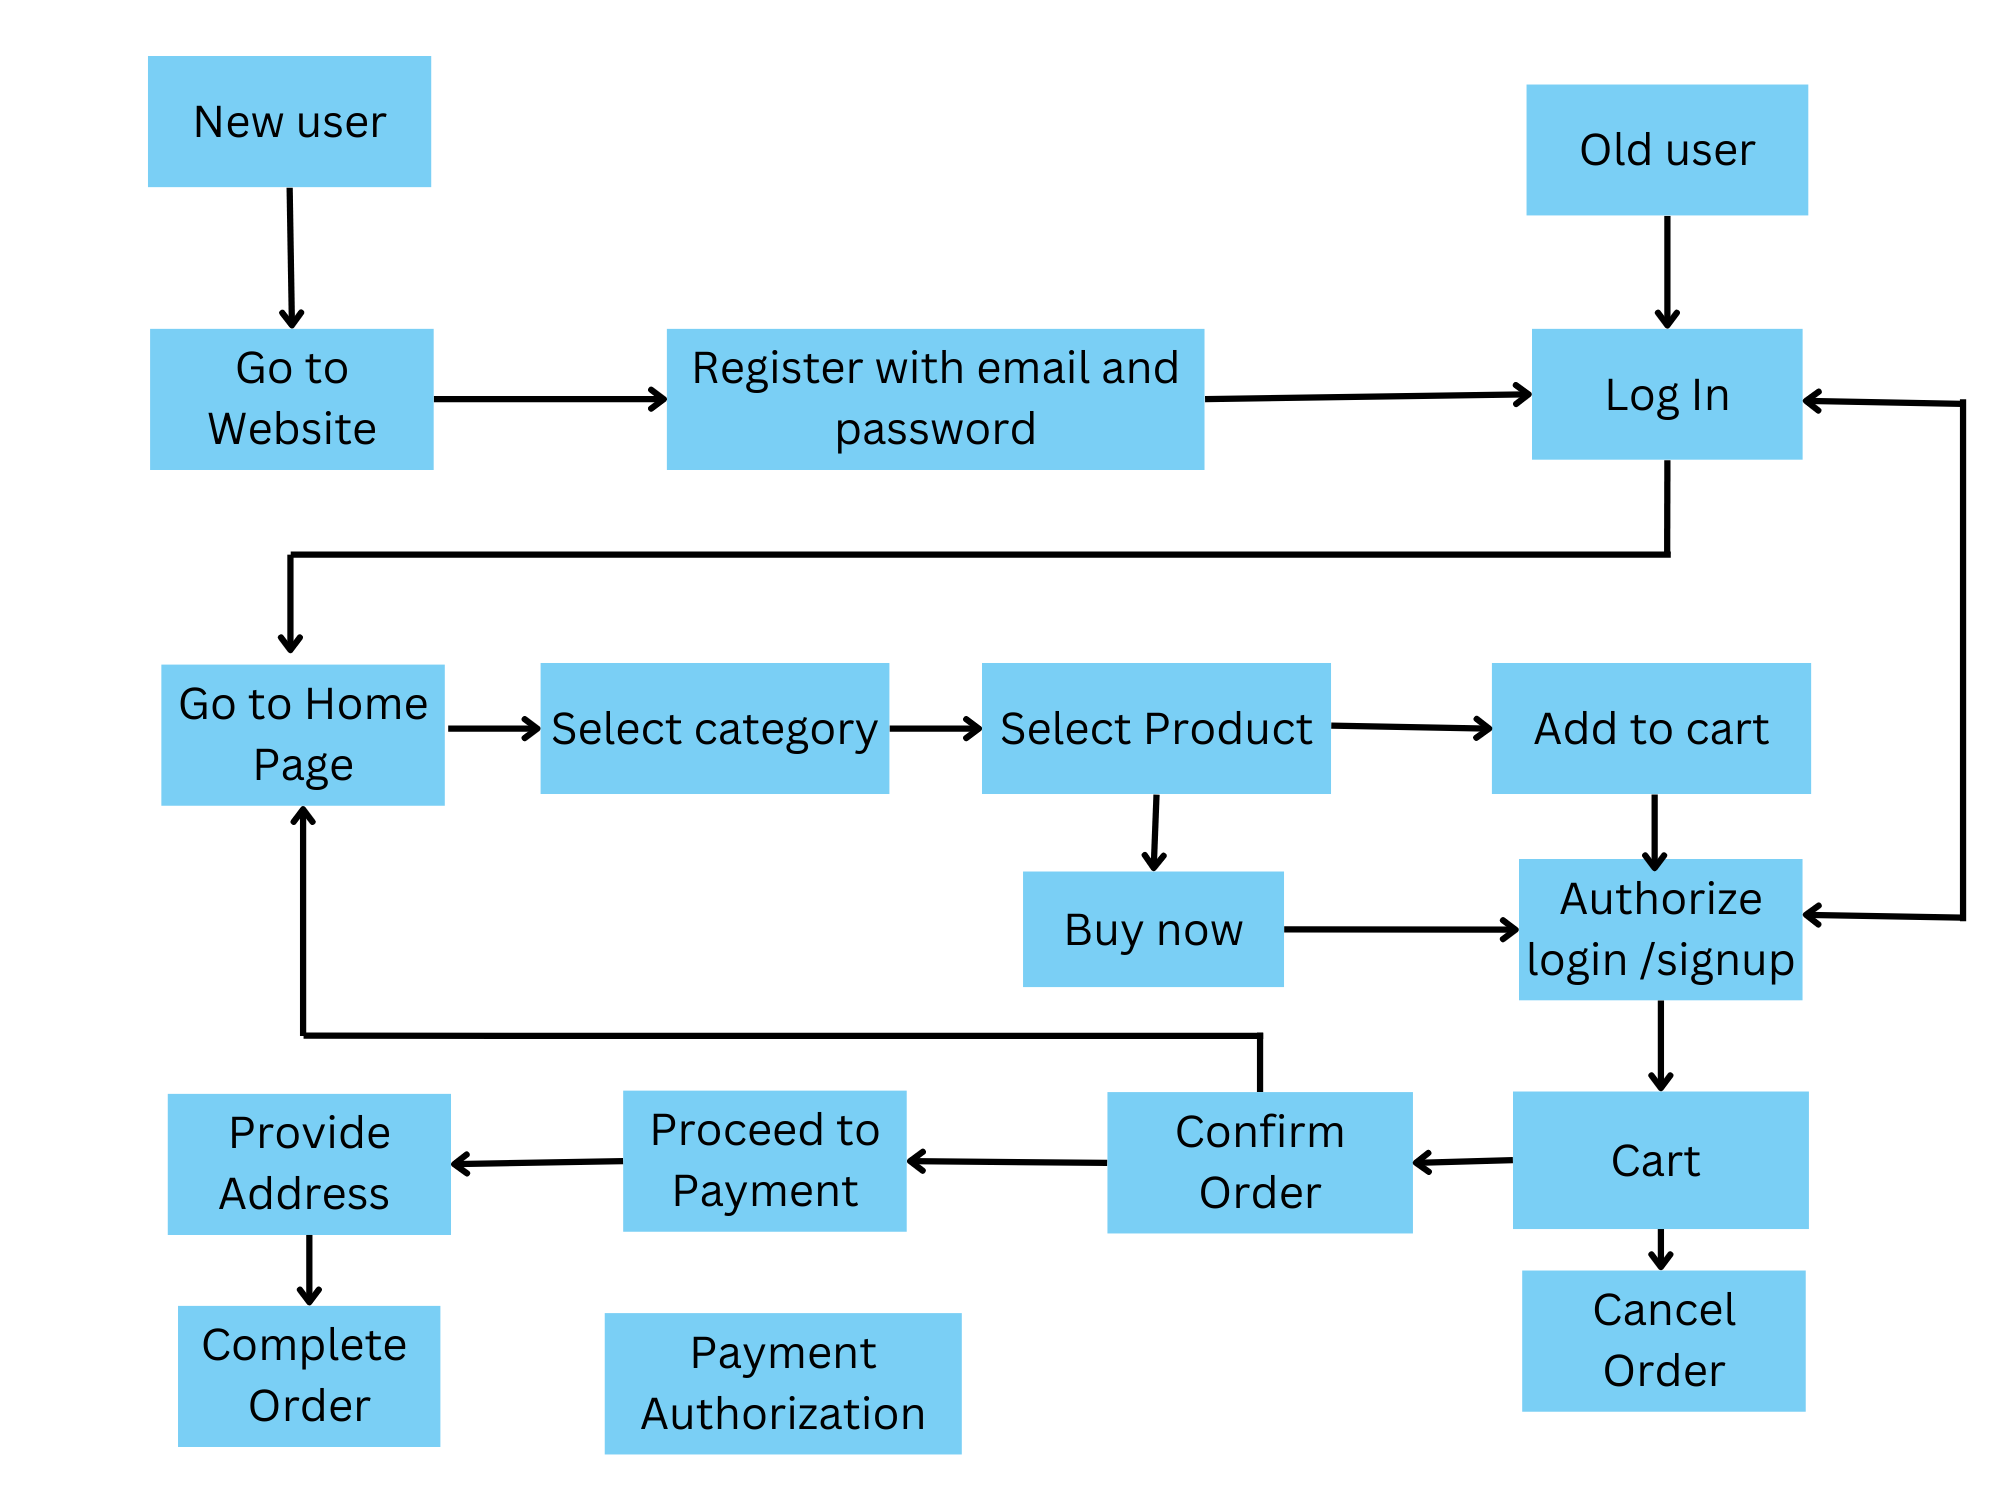 New user
Old user
Go to
Website
Register with email and
password
Log In
Go to Home
Page
Select category
Select Product
Add to cart
Buy now
Authorize
login /signup
Provide
Address
Proceed to
Payment
Confirm
Order
Cart
Complete
Order
Payment
Authorization
Cancel
Order